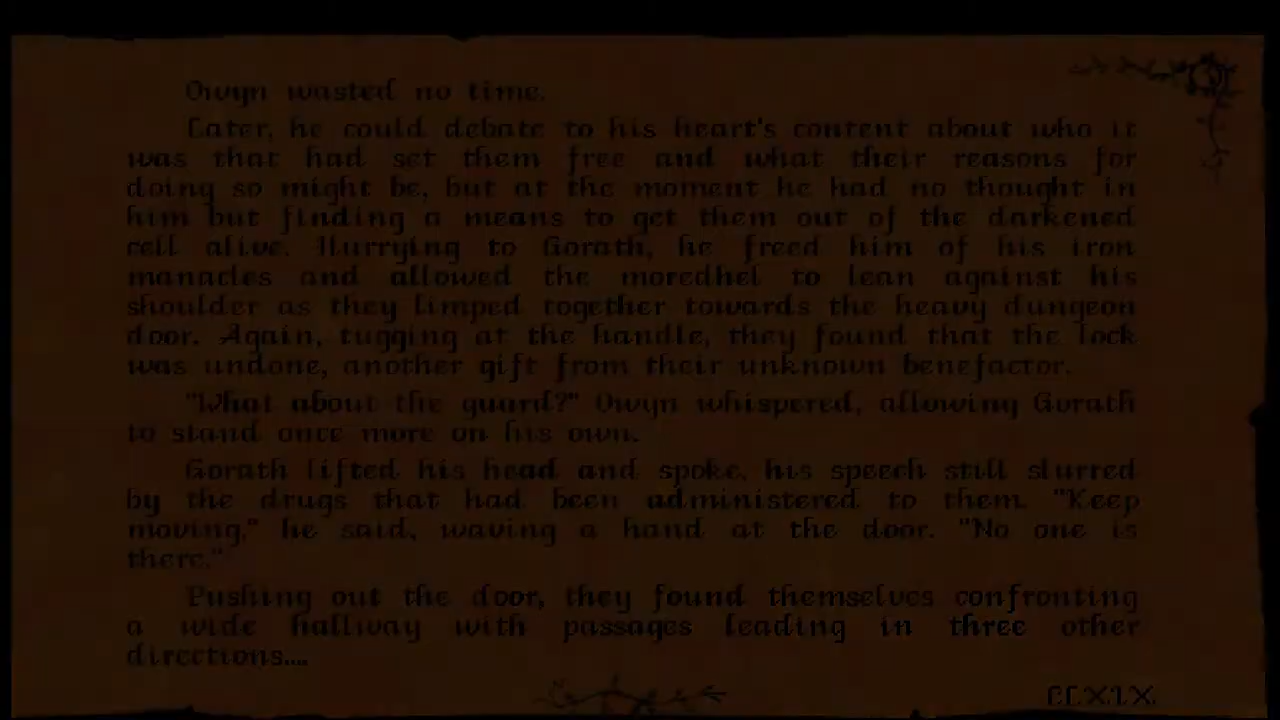 Owyn wasted no time.
Later, he could debate to his heart's content about who it
was that had set them free and what their reasons for
doing so might be, but at the moment he had no thought in
him but finding a means to get them out of the darkened
cell alive. Hurrying to Gorath, he freed him of his iron
manacles and allowed the moredhel to lean against his
shoulder as they limped together towards the heavy dungeon
door. Again, tugging at the handle, they found that the lock
was undone, another gift from their unknown benefactor.
"What about the guard?" Owyn whispered, allowing Gorath
to stand once more on his own.
Gorath lifted his head and spoke, his speech still slurred
by the drugs that had been administered to them. "Keep
moving," he said, waving a hand at the door. "No one is
there."
Pushing out the door, they found themselves confronting
a wide hallway with passages leading in three other
directions....